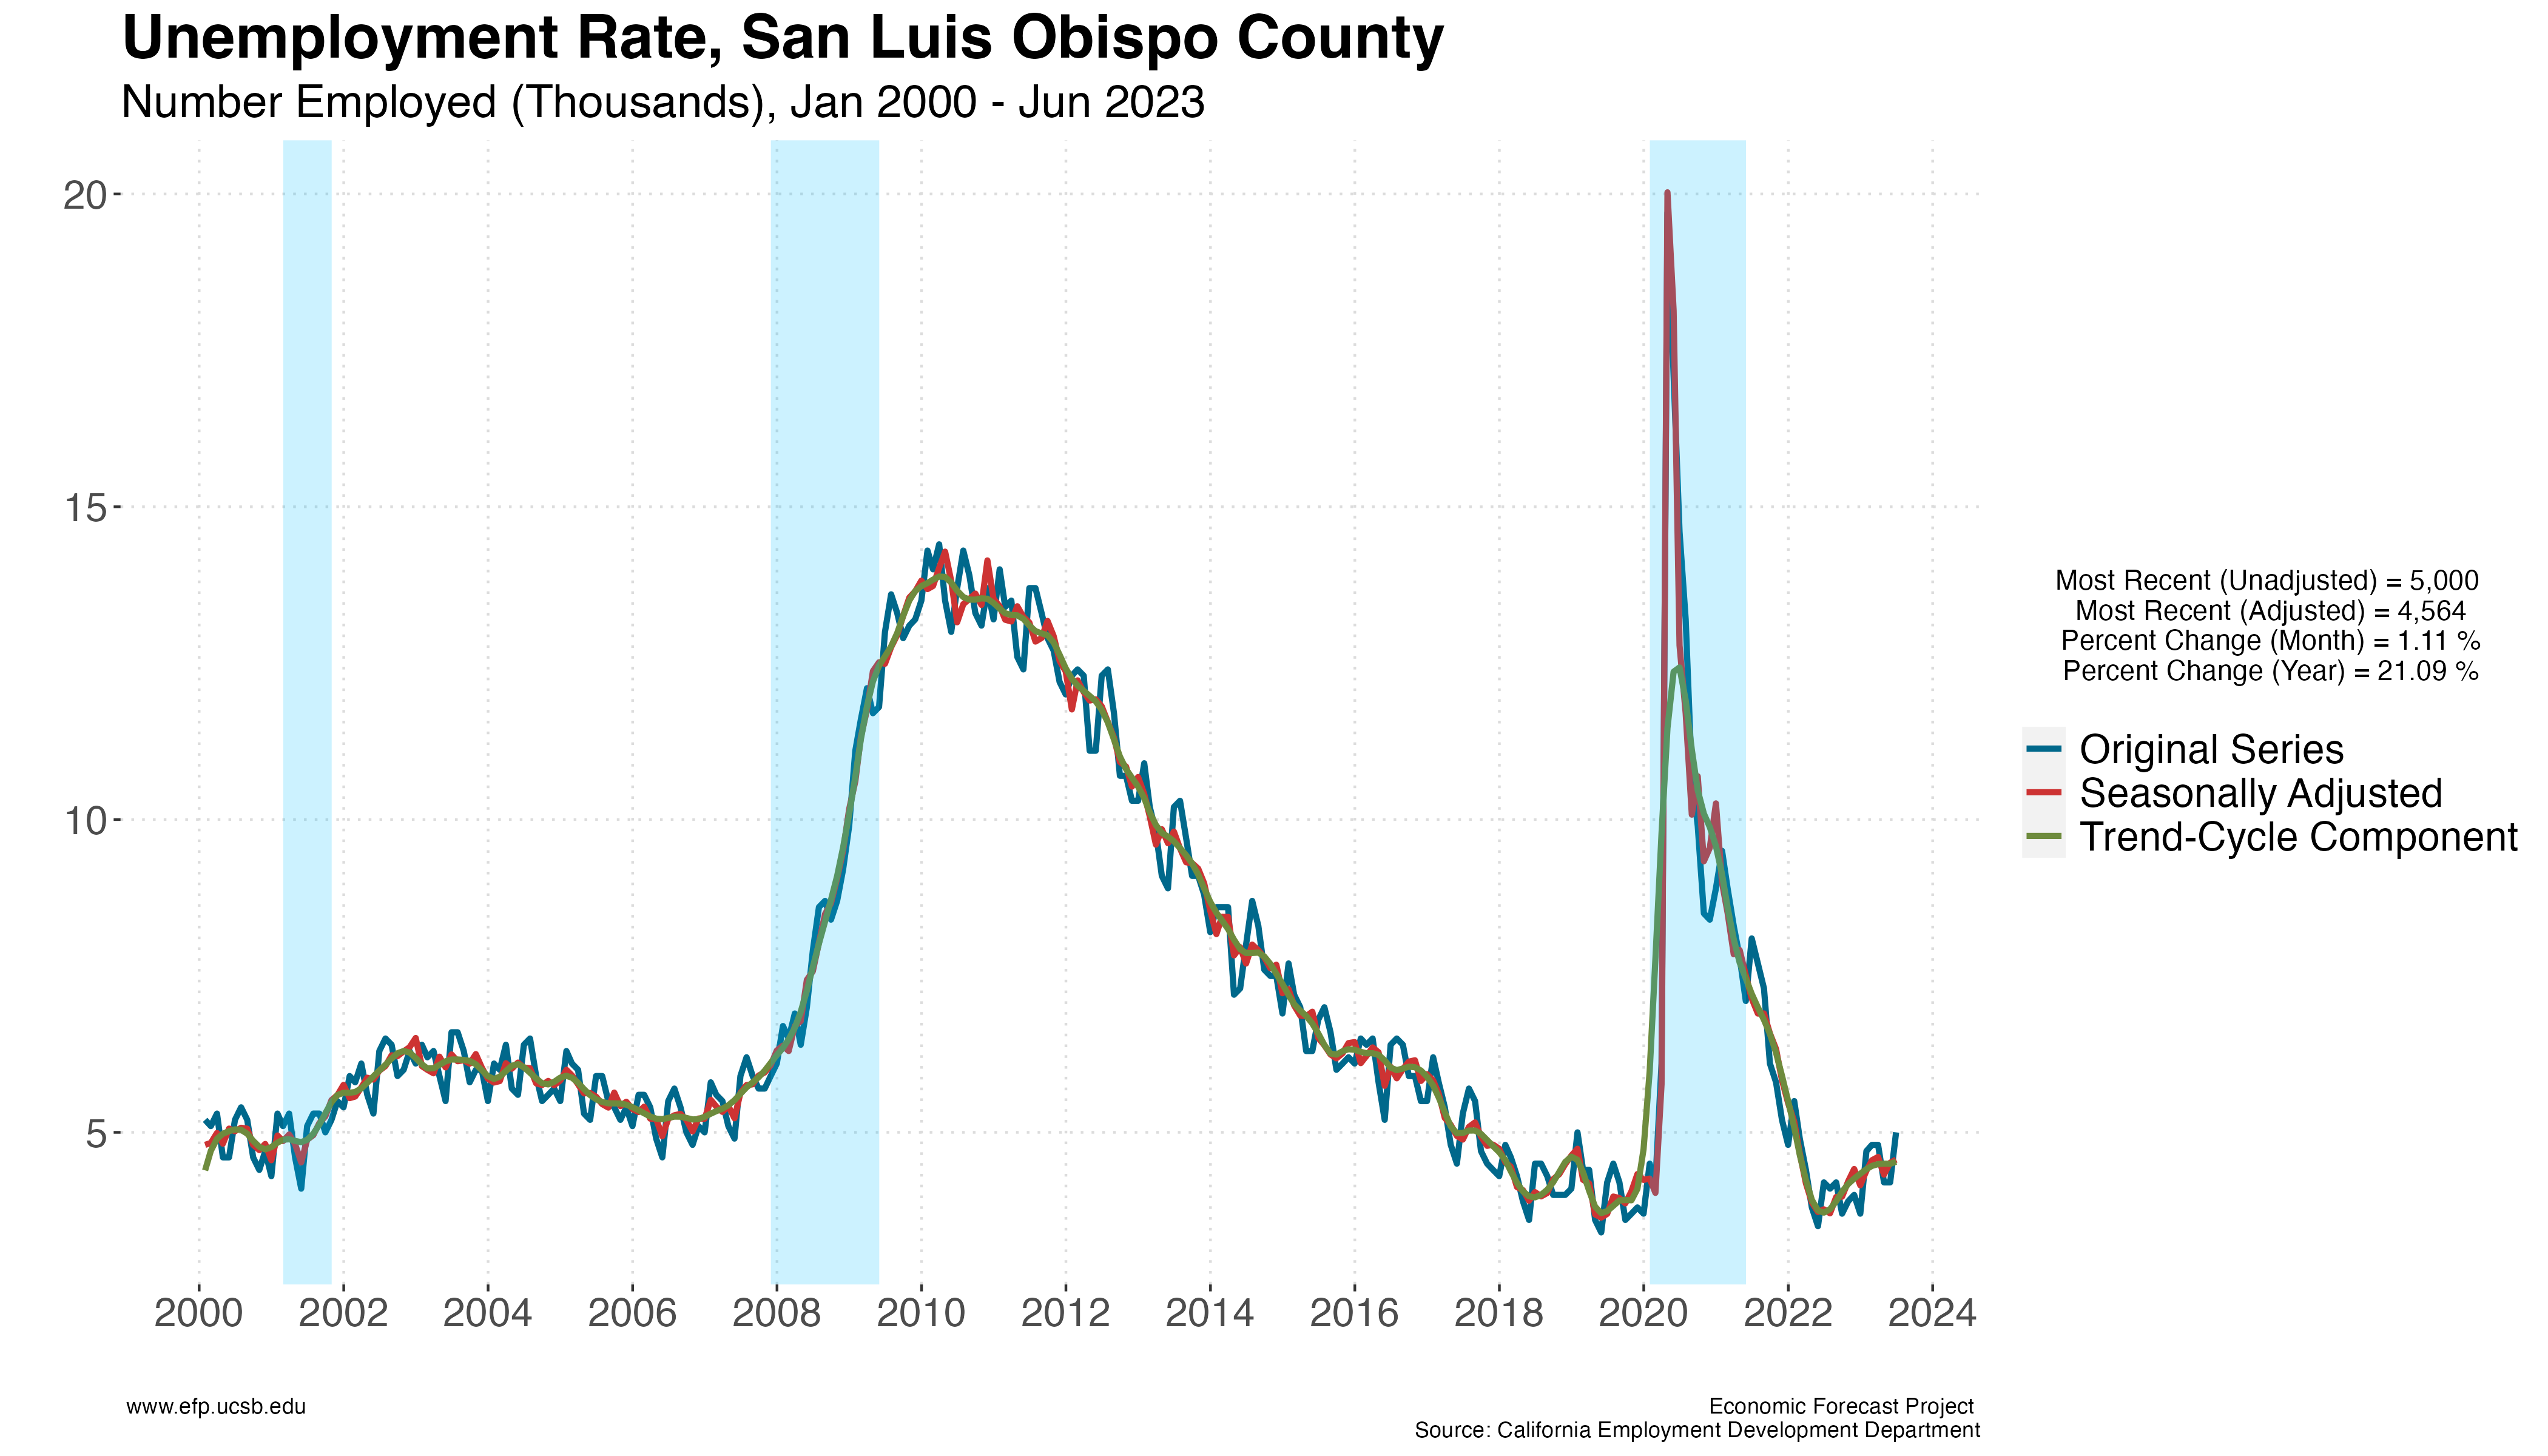 Unemployment Rate, San Luis Obispo County
Number Employed (Thousands), Jan 2000 - Jun 2023
20
15
10
5
2000 2002 2004 2006 2008 2010 2012 2014 2016 2018 2020 2022 2024
Most Recent (Unadjusted) = 5,000
Most Recent (Adjusted) = 4,564
Percent Change (Month) = 1.11 %
Percent Change (Year) = 21.09 %
Original Series
Seasonally Adjusted
Trend-Cycle Component
www.efp.ucsb.edu
Economic Forecast Project
Source: California Employment Development Department